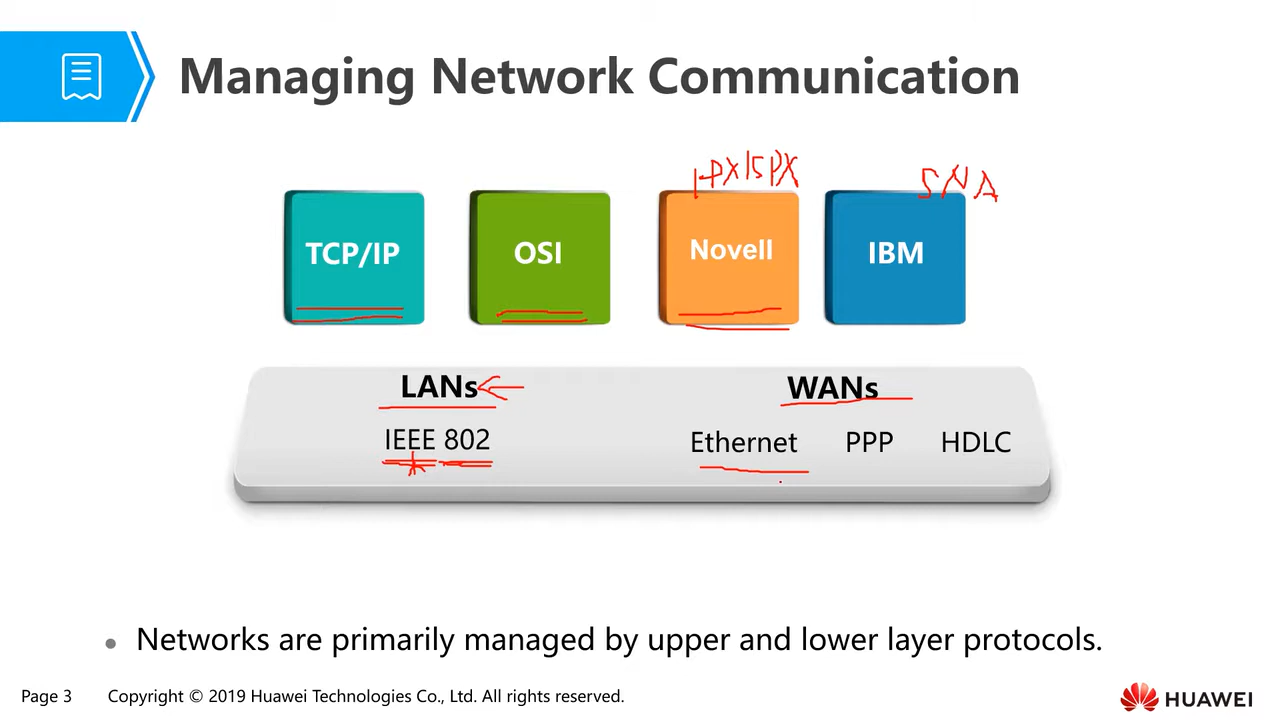 Managing Network Communication
IPX/SPX
SNA
TCP/IP
OSI
Novell
IBM
LANs
WANs
IEEE 802
Ethernet PPP HDLC
Networks are primarily managed by upper and lower layer protocols.
Page 3 Copyright © 2019 Huawei Technologies Co., Ltd. All rights reserved.
HUAWEI